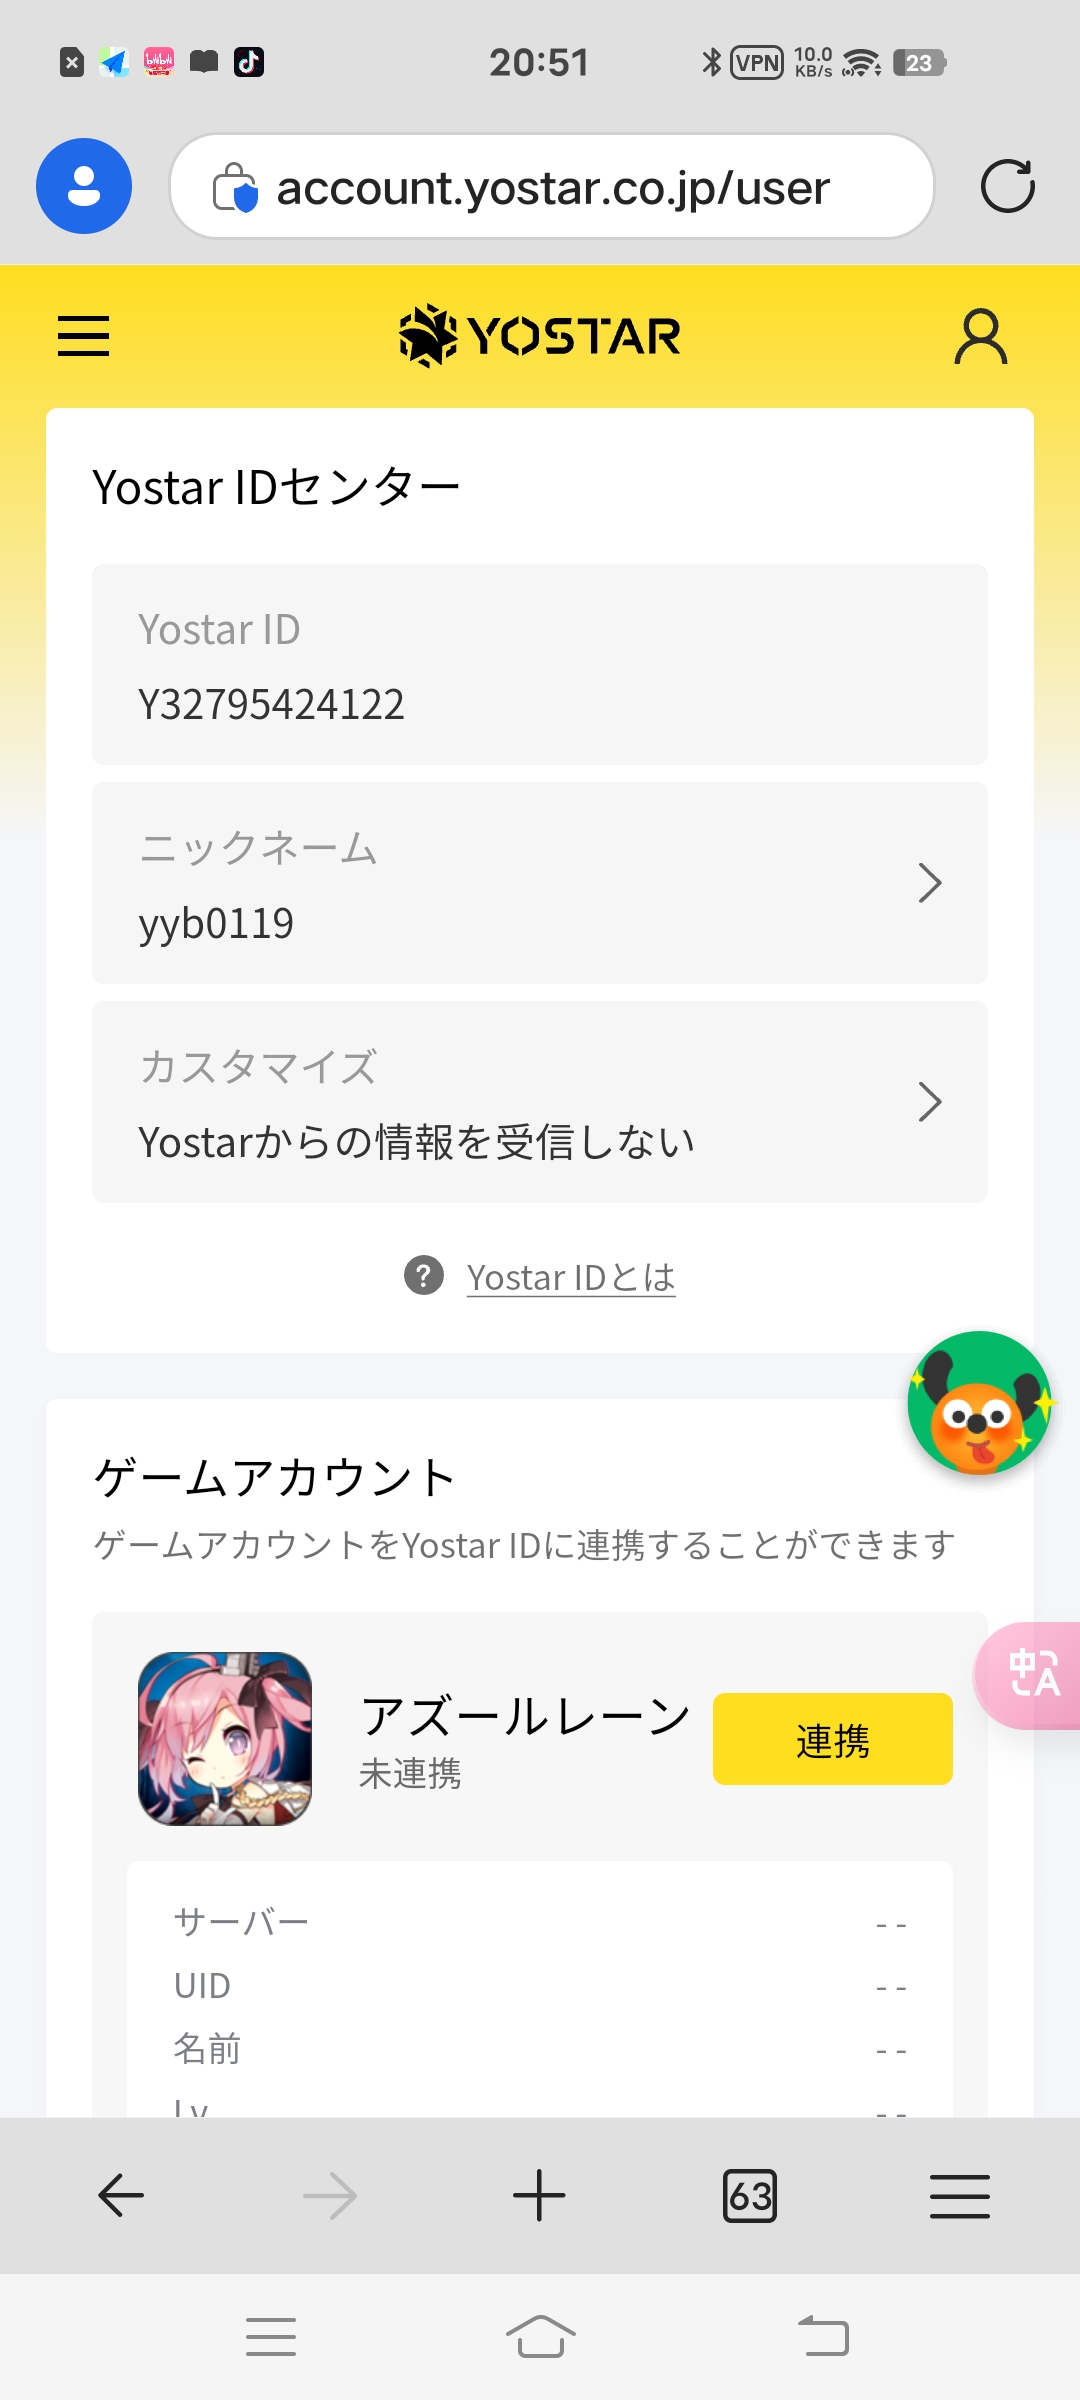 20:51
VPN
10.0
KB/s
23
account.yostar.co.jp/user
YOSTAR
Yostar IDセンター
Yostar ID
Y32795424122
ニックネーム
yyb0119
カスタマイズ
Yostarからの情報を受信しない
? Yostar IDとは
ゲームアカウント
ゲームアカウントをYostar IDに連携することができます
アズールレーン
未連携
連携
中A
サーバー --
UID --
名前 --
Lv --
63